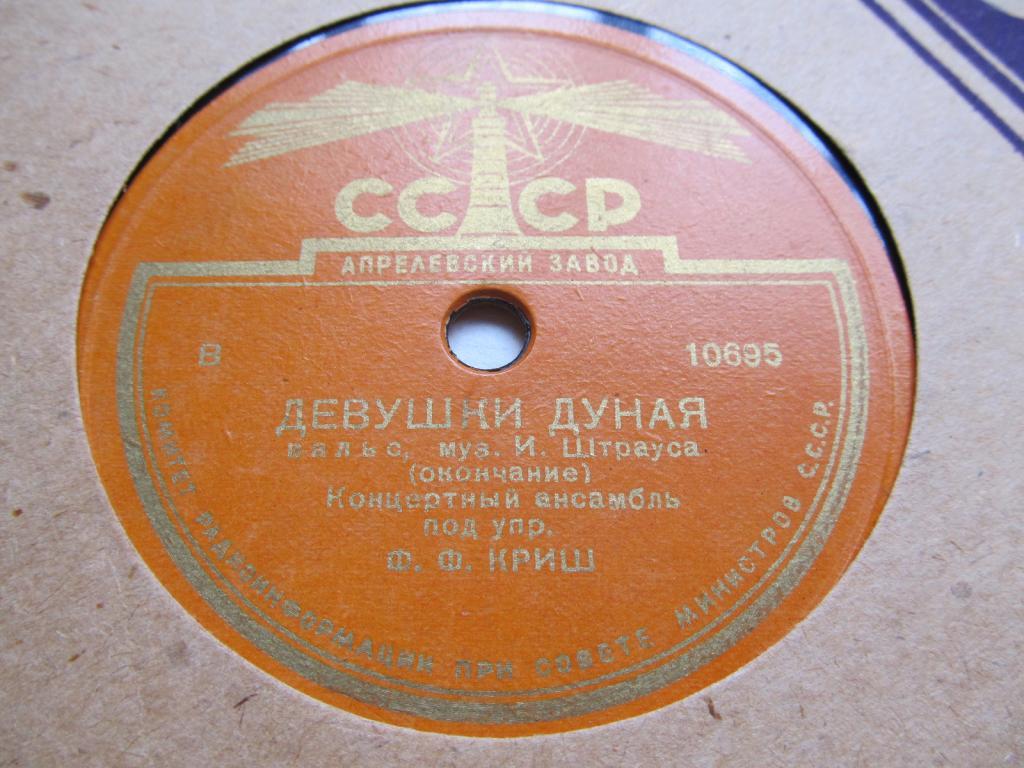 СССР
АПРЕЛЕВСКИЙ ЗАВОД
В 10695
ДЕВУШКИ ДУНАЯ
вальс, муз. И. Штрауса
(окончание)
Концертный ансамбль
под упр.
Ф. Ф. КРИШ
КОМИТЕТ РАДИОИНФОРМАЦИИ ПРИ СОВЕТЕ МИНИСТРОВ С.С.С.Р.